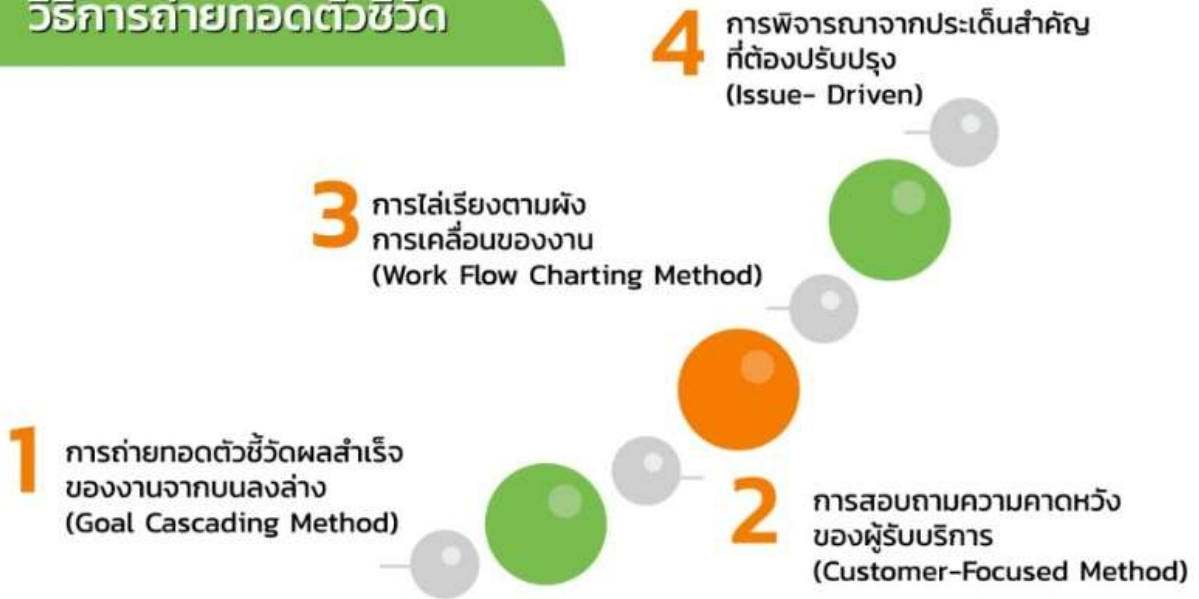 วิธีการถ่ายทอดตัวชี้วัด
1
การถ่ายทอดตัวชี้วัดผลสำเร็จ
ของงานจากบนลงล่าง
(Goal Cascading Method)
2
การสอบถามความคาดหวัง
ของผู้รับบริการ
(Customer-Focused Method)
3
การไล่เรียงตามผัง
การเคลื่อนของงาน
(Work Flow Charting Method)
4
การพิจารณาจากประเด็นสำคัญ
ที่ต้องปรับปรุง
(Issue- Driven)